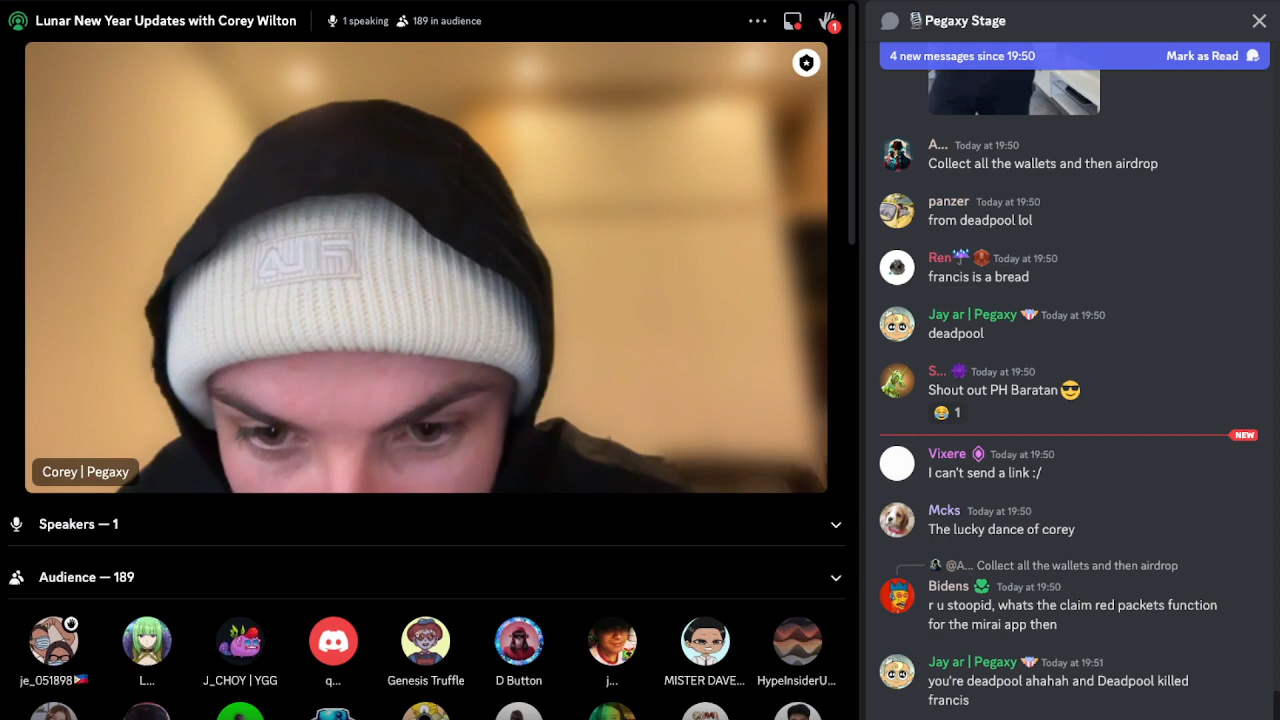 Lunar New Year Updates with Corey Wilton
1 speaking
189 in audience
1
Corey | Pegaxy
Speakers — 1
Audience — 189
je_051898
L...
J_CHOY | YGG
q...
Genesis Truffle
D Button
j...
MISTER DAVE...
HypeInsiderU...
Pegaxy Stage
4 new messages since 19:50
Mark as Read
A... Today at 19:50
Collect all the wallets and then airdrop
panzer Today at 19:50
from deadpool lol
Ren Today at 19:50
francis is a bread
Jay ar | Pegaxy Today at 19:50
deadpool
S... Today at 19:50
Shout out PH Baratan 😎
😂 1
NEW
Vixere Today at 19:50
I can't send a link :/
Mcks Today at 19:50
The lucky dance of corey
@A... Collect all the wallets and then airdrop
Bidens Today at 19:50
r u stoopid, whats the claim red packets function
for the mirai app then
Jay ar | Pegaxy Today at 19:51
you're deadpool ahahah and Deadpool killed
francis